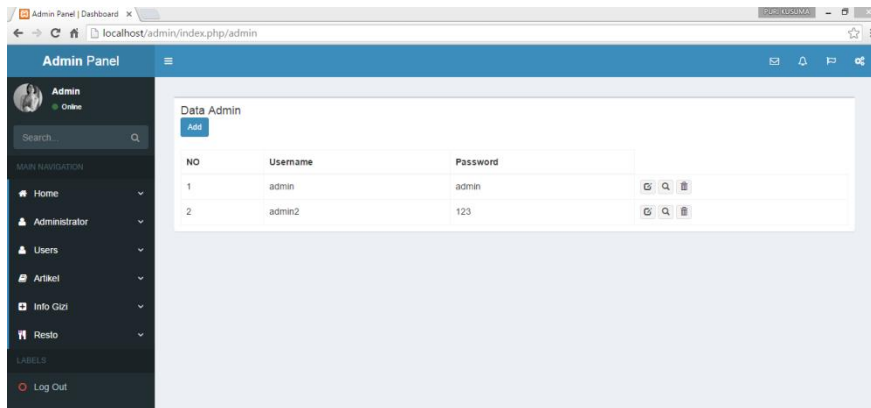 Admin Panel | Dashboard
PURI KUSUMA
localhost/admin/index.php/admin
Admin Panel
Admin
Online
Search...
MAIN NAVIGATION
Home
Administrator
Users
Artikel
Info Gizi
Resto
LABELS
Log Out
Data Admin
Add
NO Username Password
1 admin admin
2 admin2 123